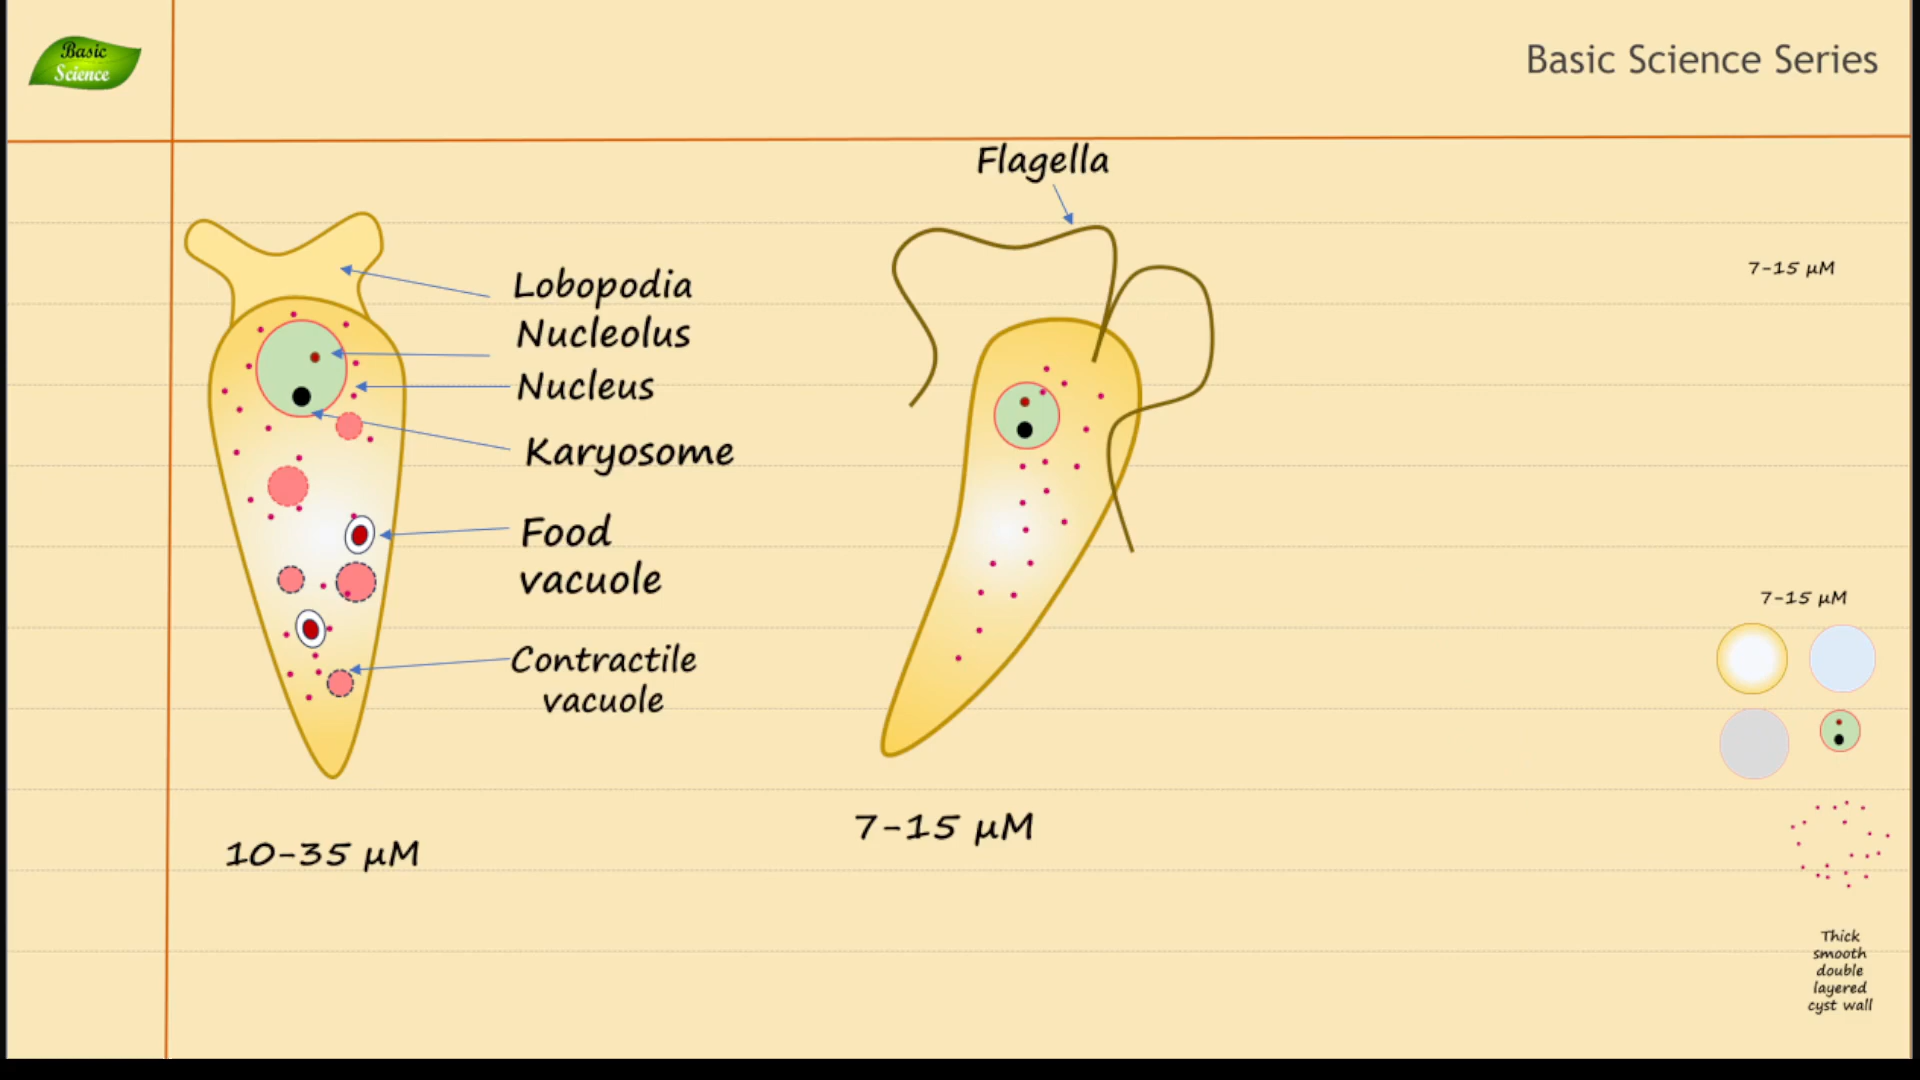 Basic
Science
Basic Science Series
Flagella
Lobopodia
Nucleolus
Nucleus
Karyosome
Food
vacuole
Contractile
vacuole
10-35 µM
7-15 µM
7-15 µM
7-15 µM
Thick
smooth
double
layered
cyst wall